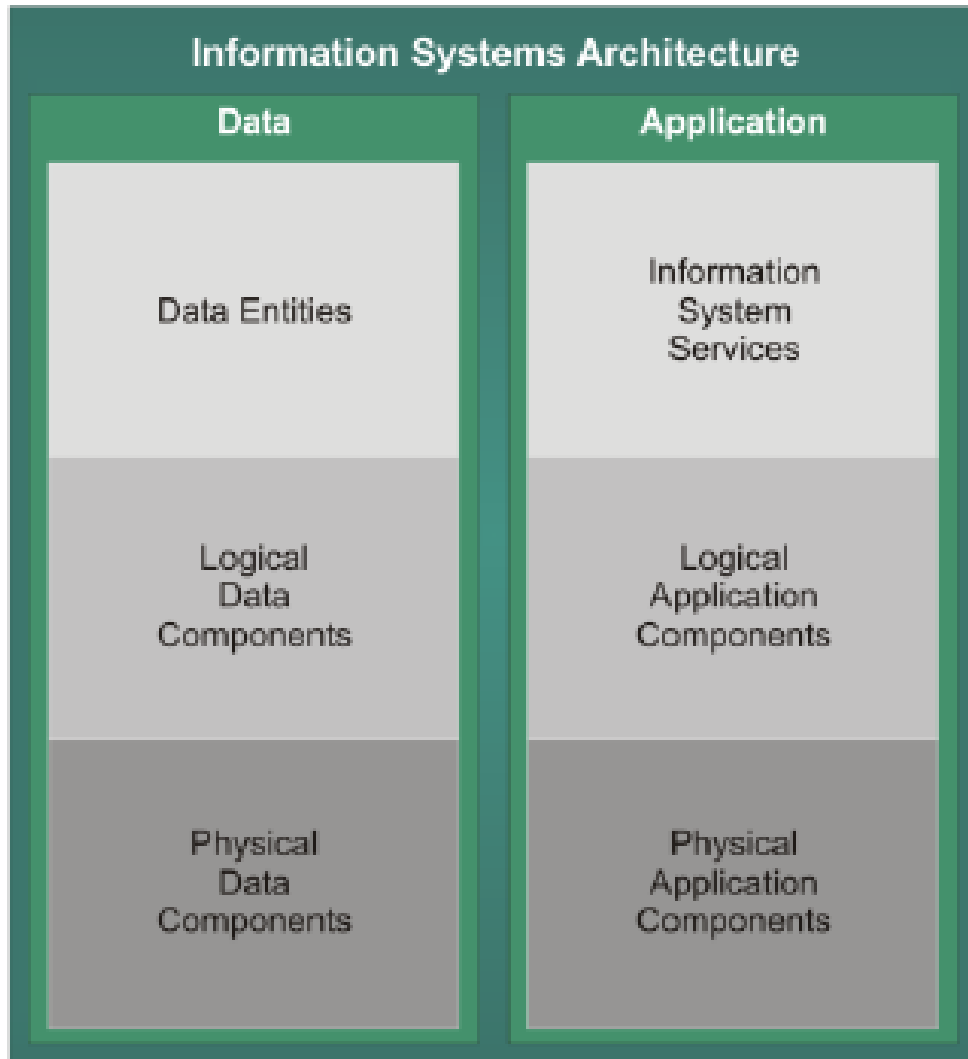 Information Systems Architecture
Data
Data Entities
Logical
Data
Components
Physical
Data
Components
Application
Information
System
Services
Logical
Application
Components
Physical
Application
Components